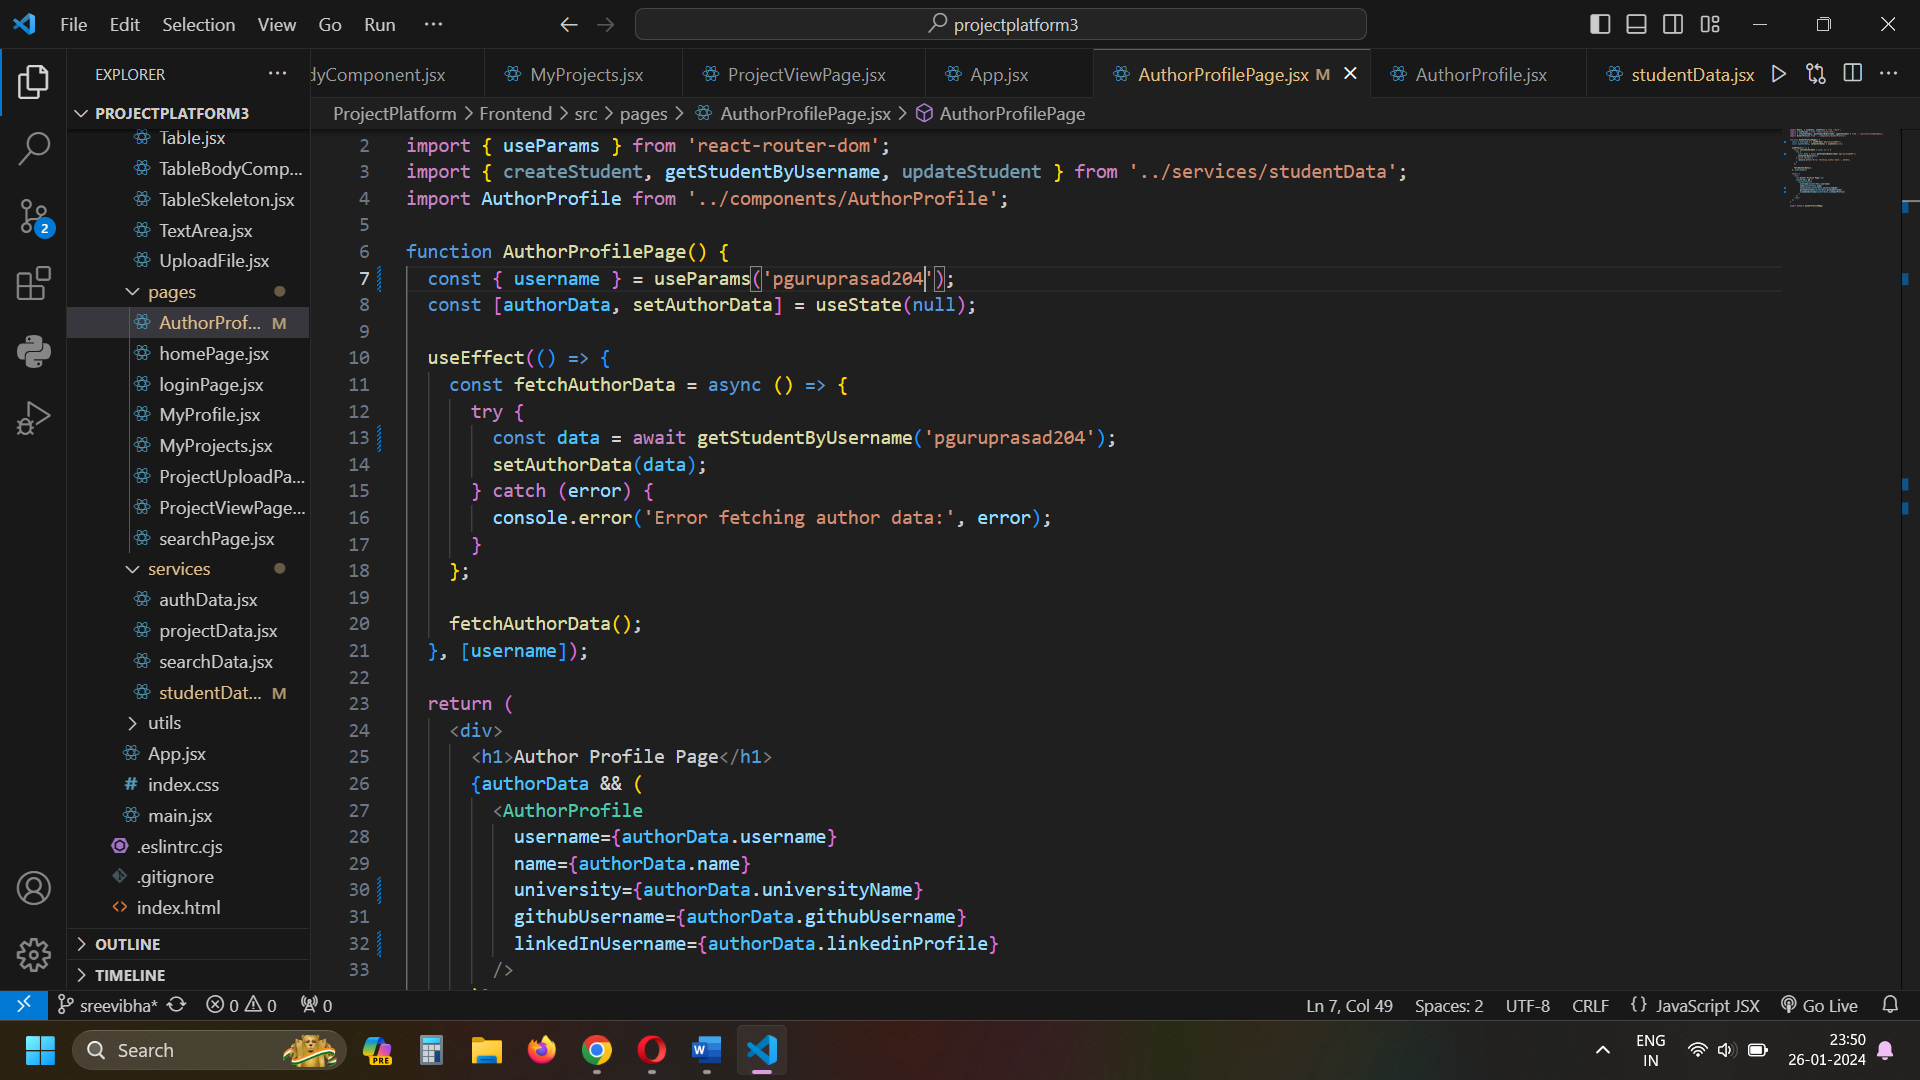 File Edit Selection View Go Run ...
projectplatform3
EXPLORER ...
dyComponent.jsx MyProjects.jsx ProjectViewPage.jsx App.jsx AuthorProfilePage.jsx M AuthorProfile.jsx studentData.jsx
PROJECTPLATFORM3
ProjectPlatform > Frontend > src > pages > AuthorProfilePage.jsx > AuthorProfilePage
Table.jsx
TableBodyComp...
TableSkeleton.jsx
TextArea.jsx
UploadFile.jsx
pages
AuthorProf... M
homePage.jsx
loginPage.jsx
MyProfile.jsx
MyProjects.jsx
ProjectUploadPa...
ProjectViewPage...
searchPage.jsx
services
authData.jsx
projectData.jsx
searchData.jsx
studentDat... M
utils
App.jsx
# index.css
main.jsx
.eslintrc.cjs
.gitignore
<> index.html
OUTLINE
TIMELINE
2 import { useParams } from 'react-router-dom';
3 import { createStudent, getStudentByUsername, updateStudent } from '../services/studentData';
4 import AuthorProfile from '../components/AuthorProfile';
5
6 function AuthorProfilePage() {
7 const { username } = useParams('pguruprasad204');
8 const [authorData, setAuthorData] = useState(null);
9
10 useEffect(() => {
11 const fetchAuthorData = async () => {
12 try {
13 const data = await getStudentByUsername('pguruprasad204');
14 setAuthorData(data);
15 } catch (error) {
16 console.error('Error fetching author data:', error);
17 }
18 };
19
20 fetchAuthorData();
21 }, [username]);
22
23 return (
24 <div>
25 <h1>Author Profile Page</h1>
26 {authorData && (
27 <AuthorProfile
28 username={authorData.username}
29 name={authorData.name}
30 university={authorData.universityName}
31 githubUsername={authorData.githubUsername}
32 linkedInUsername={authorData.linkedinProfile}
33 />
2
sreevibha* 0 0 0 Ln 7, Col 49 Spaces: 2 UTF-8 CRLF {} JavaScript JSX Go Live
Search PRE W ENG IN 23:50 26-01-2024